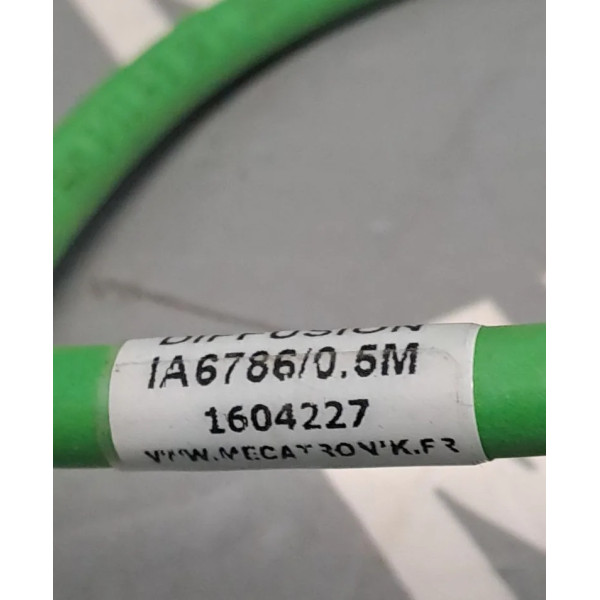 DIFFUSION
IA6786/0.5M
1604227
WWW.MECATRONIK.FR